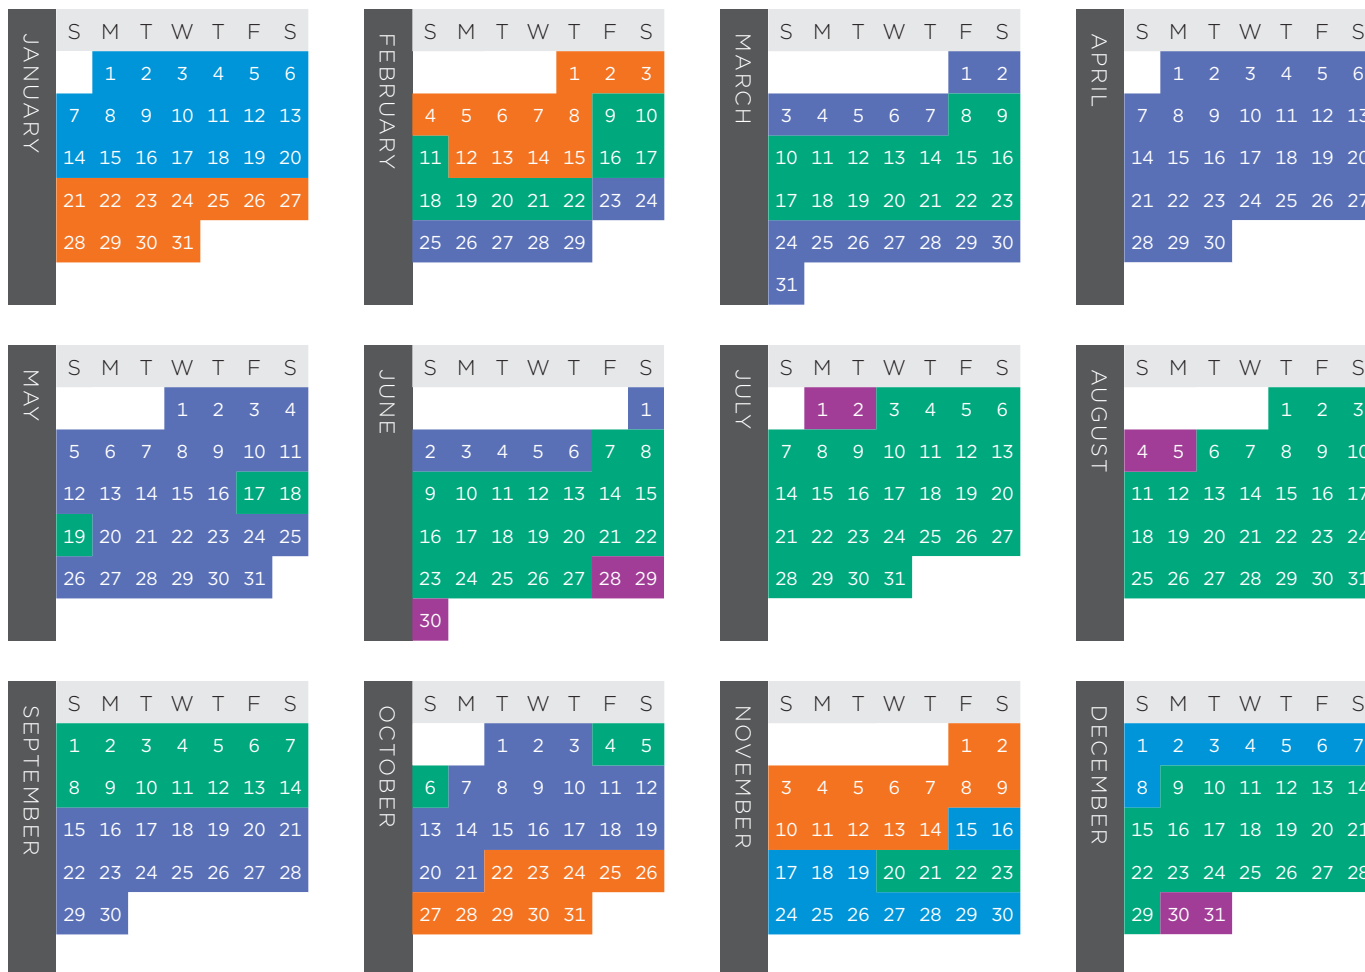 JANUARY
S M T W T F S
1 2 3 4 5 6
7 8 9 10 11 12 13
14 15 16 17 18 19 20
21 22 23 24 25 26 27
28 29 30 31
FEBRUARY
S M T W T F S
1 2 3
4 5 6 7 8 9 10
11 12 13 14 15 16 17
18 19 20 21 22 23 24
25 26 27 28 29
MARCH
S M T W T F S
1 2
3 4 5 6 7 8 9
10 11 12 13 14 15 16
17 18 19 20 21 22 23
24 25 26 27 28 29 30
31
APRIL
S M T W T F S
1 2 3 4 5 6
7 8 9 10 11 12 13
14 15 16 17 18 19 20
21 22 23 24 25 26 27
28 29 30
MAY
S M T W T F S
1 2 3 4
5 6 7 8 9 10 11
12 13 14 15 16 17 18
19 20 21 22 23 24 25
26 27 28 29 30 31
JUNE
S M T W T F S
1
2 3 4 5 6 7 8
9 10 11 12 13 14 15
16 17 18 19 20 21 22
23 24 25 26 27 28 29
30
JULY
S M T W T F S
1 2 3 4 5 6
7 8 9 10 11 12 13
14 15 16 17 18 19 20
21 22 23 24 25 26 27
28 29 30 31
AUGUST
S M T W T F S
1 2 3
4 5 6 7 8 9 10
11 12 13 14 15 16 17
18 19 20 21 22 23 24
25 26 27 28 29 30 31
SEPTEMBER
S M T W T F S
1 2 3 4 5 6 7
8 9 10 11 12 13 14
15 16 17 18 19 20 21
22 23 24 25 26 27 28
29 30
OCTOBER
S M T W T F S
1 2 3 4 5
6 7 8 9 10 11 12
13 14 15 16 17 18 19
20 21 22 23 24 25 26
27 28 29 30 31
NOVEMBER
S M T W T F S
1 2
3 4 5 6 7 8 9
10 11 12 13 14 15 16
17 18 19 20 21 22 23
24 25 26 27 28 29 30
DECEMBER
S M T W T F S
1 2 3 4 5 6 7
8 9 10 11 12 13 14
15 16 17 18 19 20 21
22 23 24 25 26 27 28
29 30 31